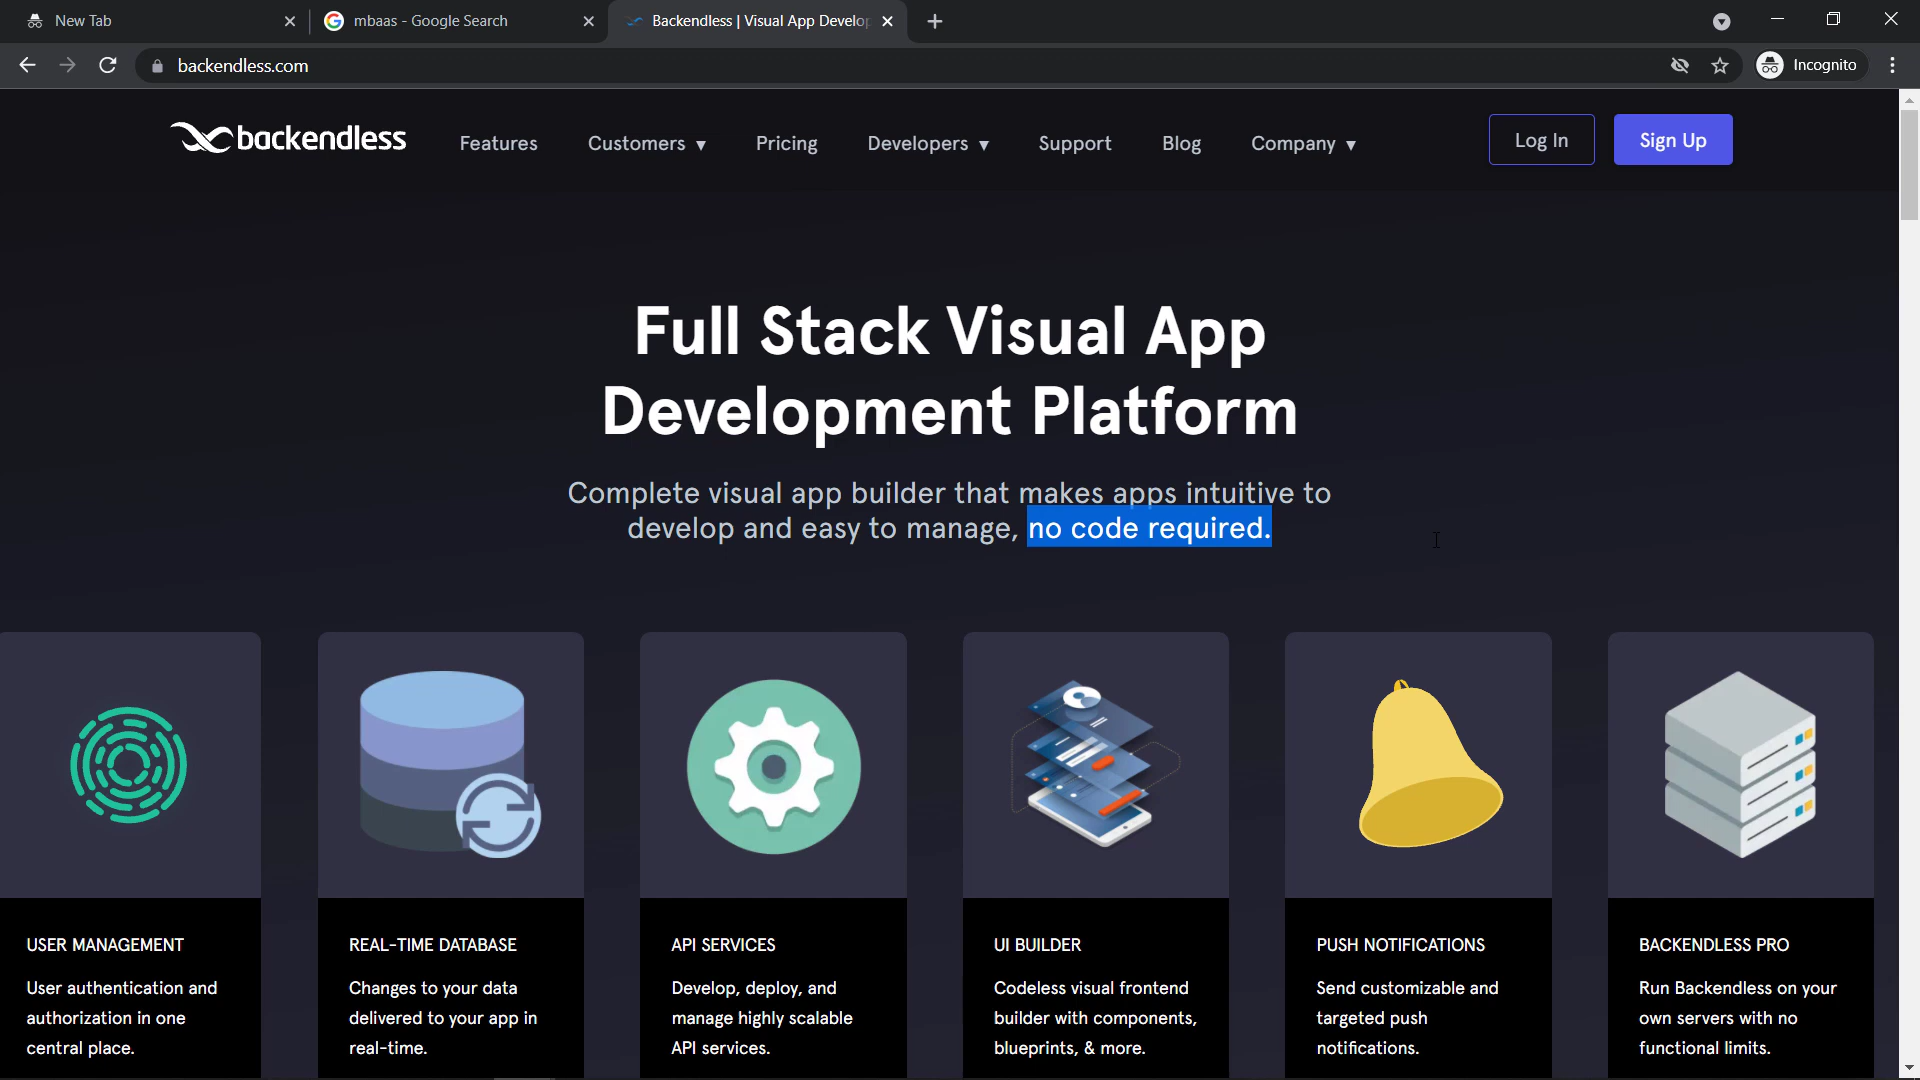 New Tab
mbaas - Google Search
Backendless | Visual App Develop
backendless.com
Incognito
backendless
Features
Customers ▾
Pricing
Developers ▾
Support
Blog
Company ▾
Log In
Sign Up
Full Stack Visual App
Development Platform
Complete visual app builder that makes apps intuitive to
develop and easy to manage, no code required.
USER MANAGEMENT
User authentication and
authorization in one
central place.
REAL-TIME DATABASE
Changes to your data
delivered to your app in
real-time.
API SERVICES
Develop, deploy, and
manage highly scalable
API services.
UI BUILDER
Codeless visual frontend
builder with components,
blueprints, & more.
PUSH NOTIFICATIONS
Send customizable and
targeted push
notifications.
BACKENDLESS PRO
Run Backendless on your
own servers with no
functional limits.